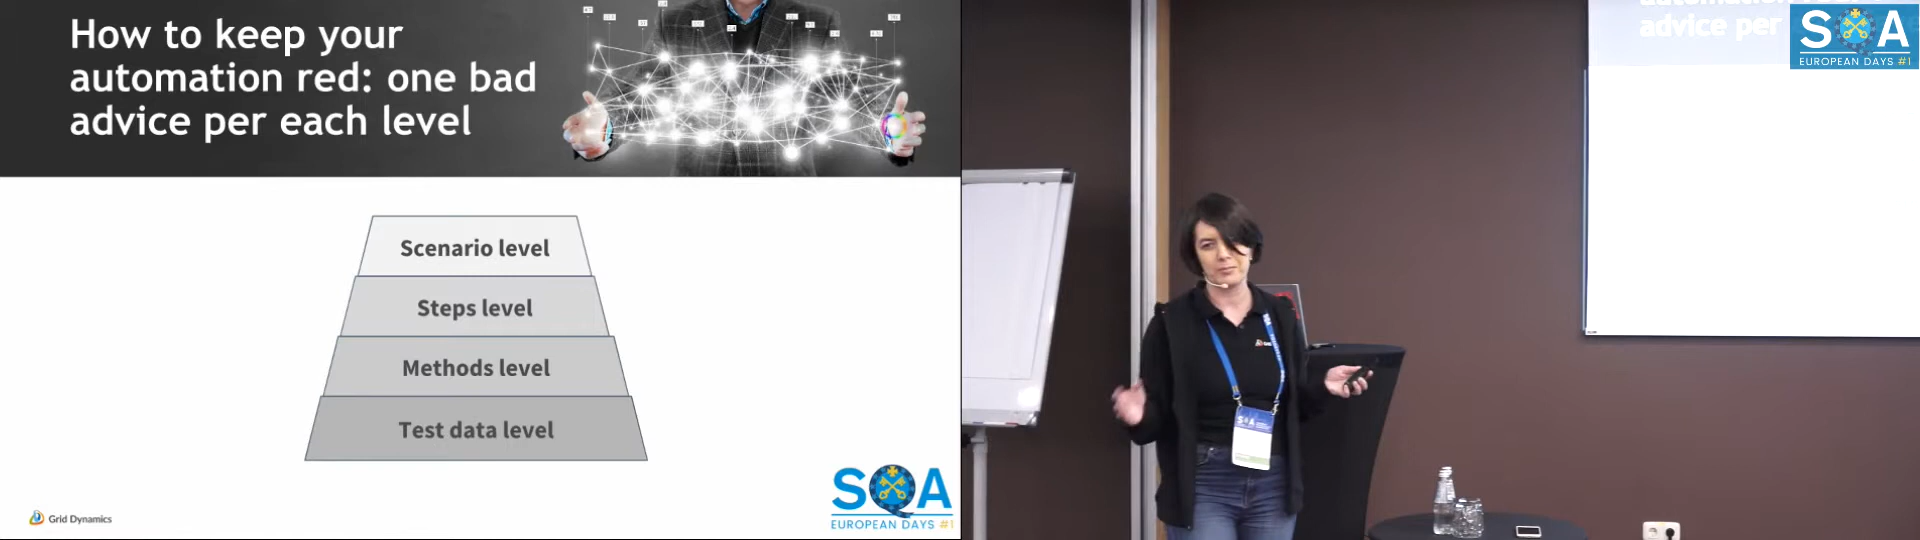 How to keep your
automation red: one bad
advice per each level
Scenario level
Steps level
Methods level
Test data level
Grid Dynamics
SQA
EUROPEAN DAYS #1
advice per
SQA
EUROPEAN DAYS #1
SQA